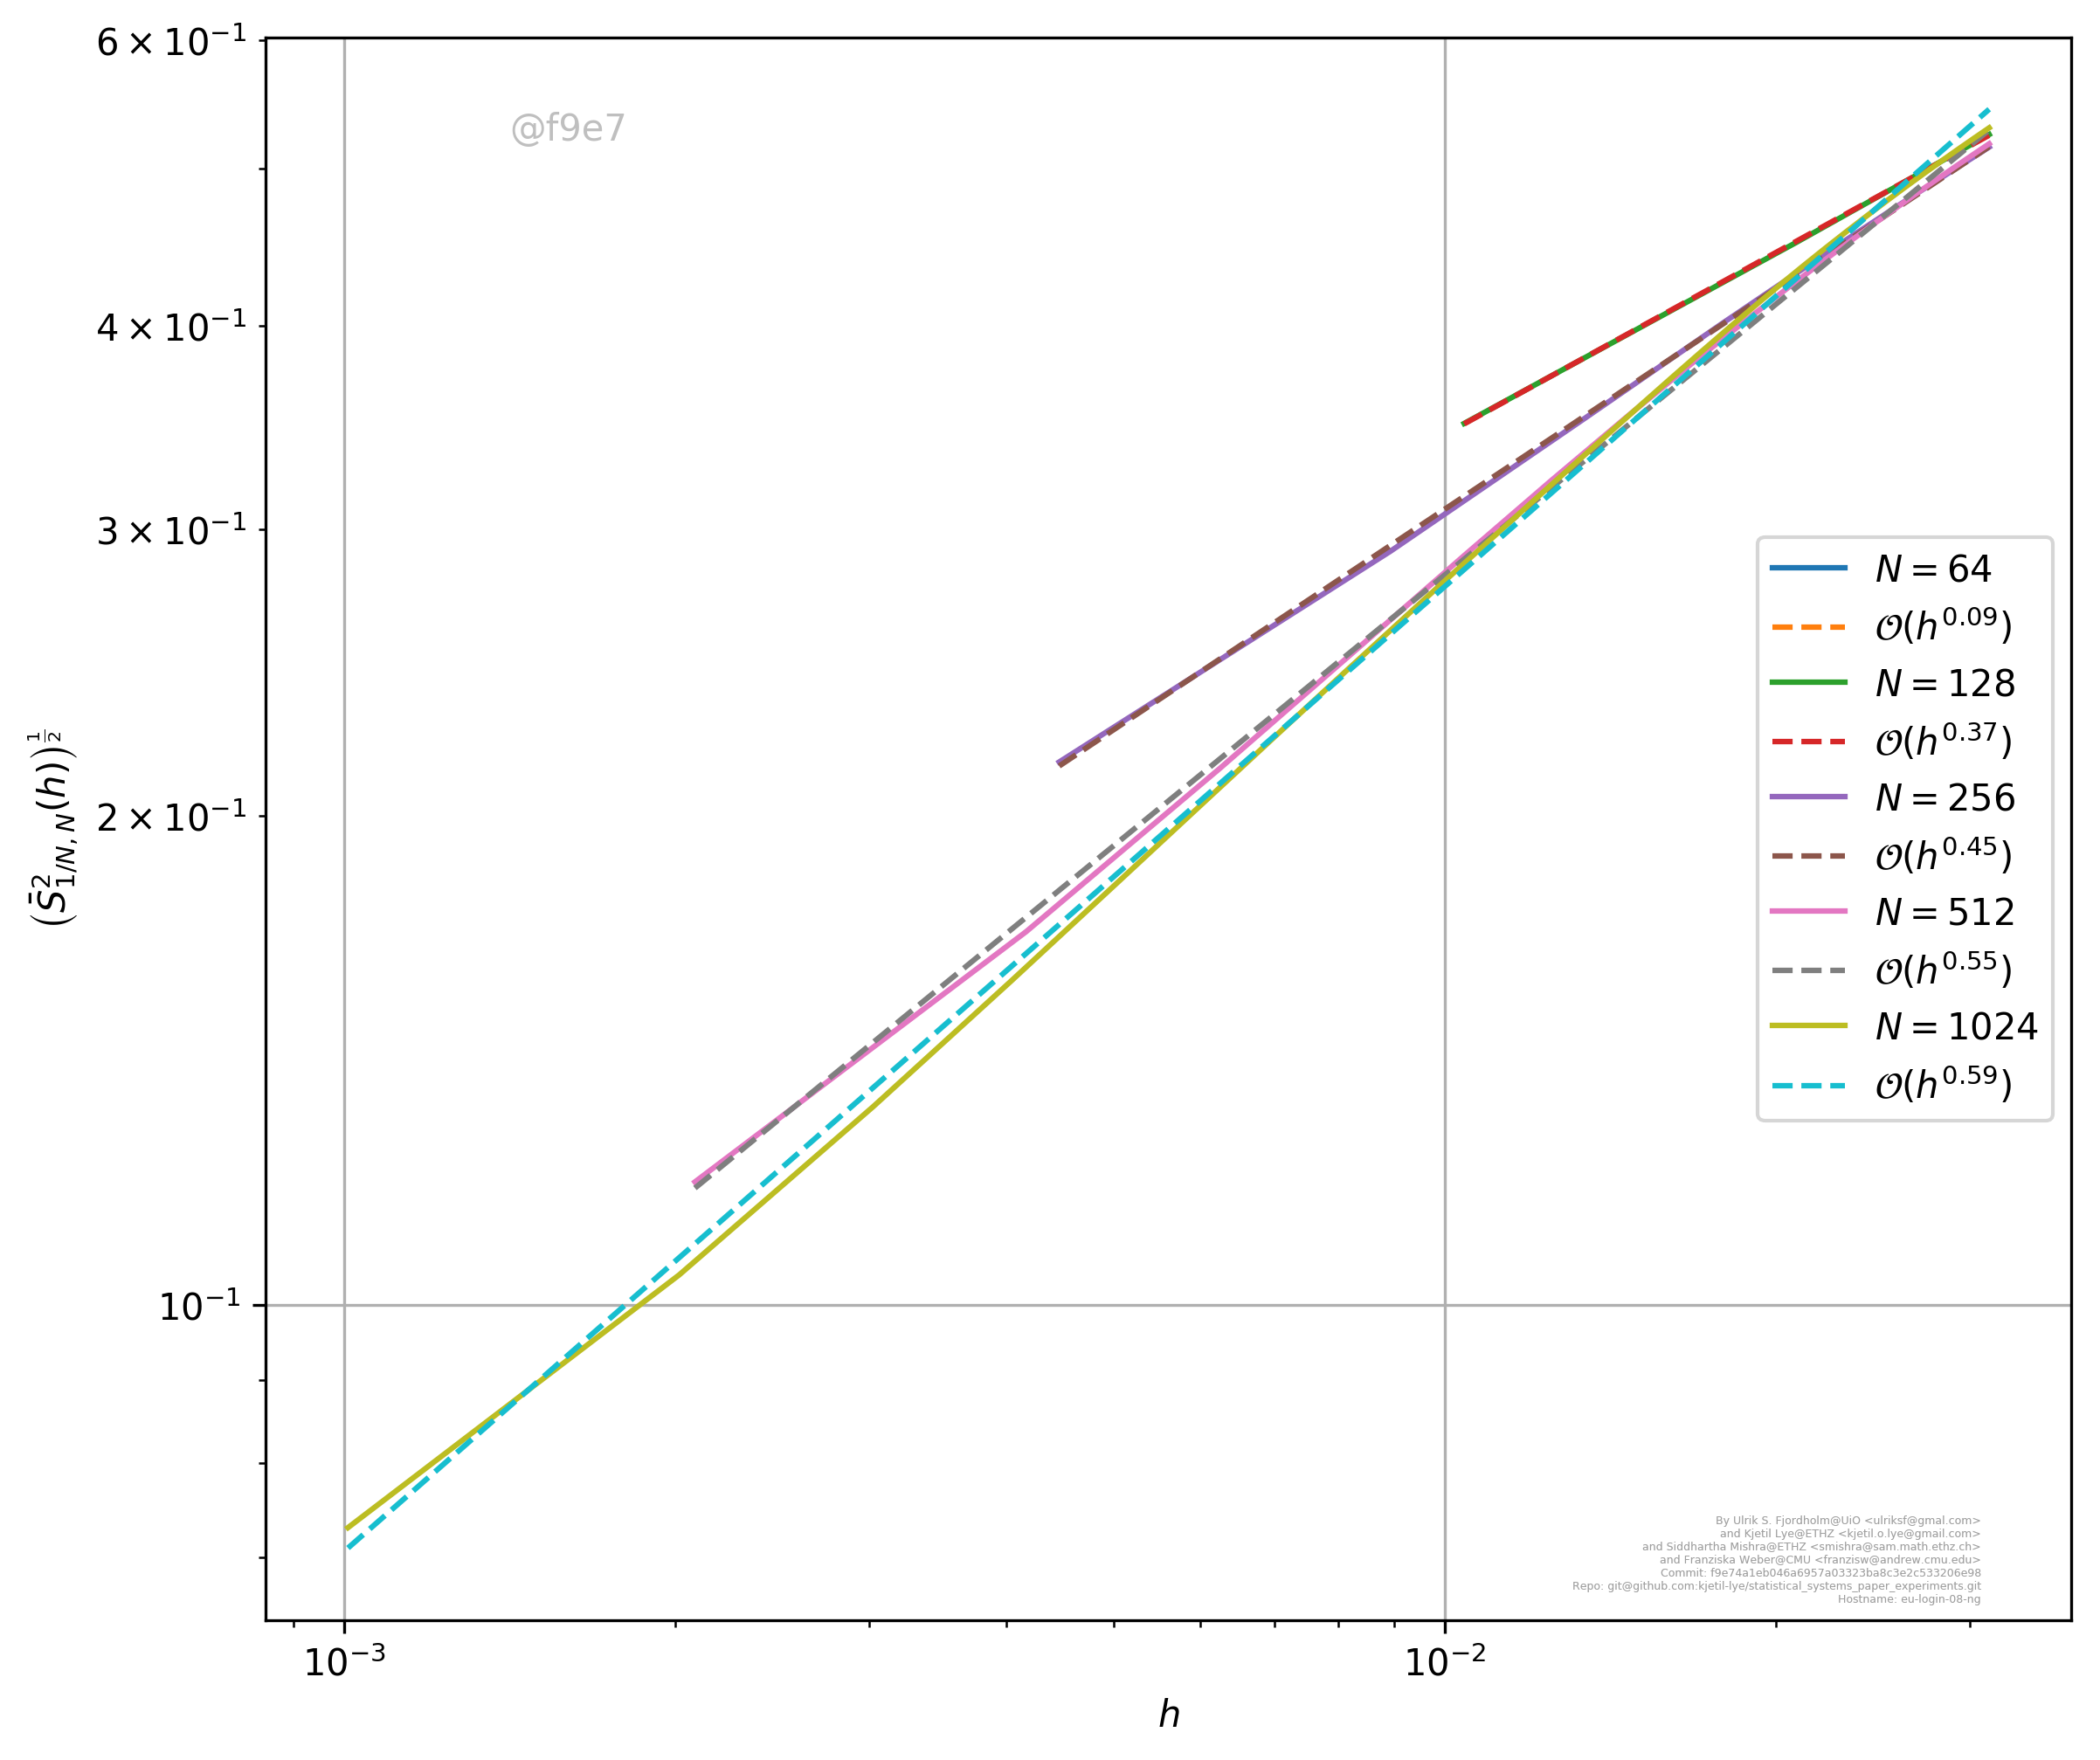 6 × 10⁻¹
@f9e7
4 × 10⁻¹
3 × 10⁻¹
2 × 10⁻¹
10⁻¹
(S̄²₁/N,N(h))^½
N = 64
𝒪(h^0.09)
N = 128
𝒪(h^0.37)
N = 256
𝒪(h^0.45)
N = 512
𝒪(h^0.55)
N = 1024
𝒪(h^0.59)
By Ulrik S. Fjordholm@UiO <ulriksf@gmal.com>
and Kjetil Lye@ETHZ <kjetil.o.lye@gmail.com>
and Siddhartha Mishra@ETHZ <smishra@sam.math.ethz.ch>
and Franziska Weber@CMU <franzisw@andrew.cmu.edu>
Commit: f9e74a1eb046a6957a03323ba8c3e2c533206e98
Repo: git@github.com:kjetil-lye/statistical_systems_paper_experiments.git
Hostname: eu-login-08-ng
10⁻³
10⁻²
h